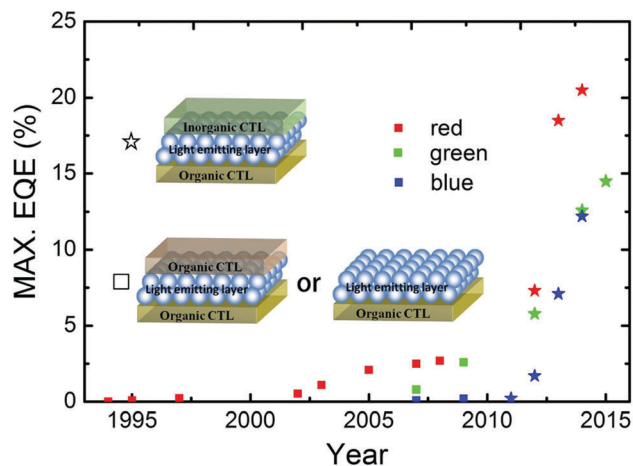 25
20
15
10
5
0
MAX. EQE (%)
Inorganic CTL
Light emitting layer
Organic CTL
red
green
blue
Organic CTL
Light emitting layer
Organic CTL
or
Light emitting layer
Organic CTL
1995
2000
2005
2010
2015
Year